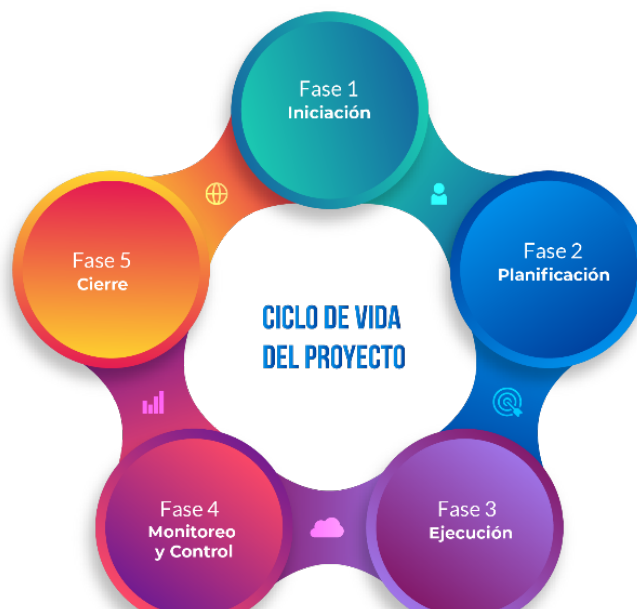 Fase 1
Iniciación
Fase 2
Planificación
Fase 3
Ejecución
Fase 4
Monitoreo
y Control
Fase 5
Cierre
CICLO DE VIDA
DEL PROYECTO